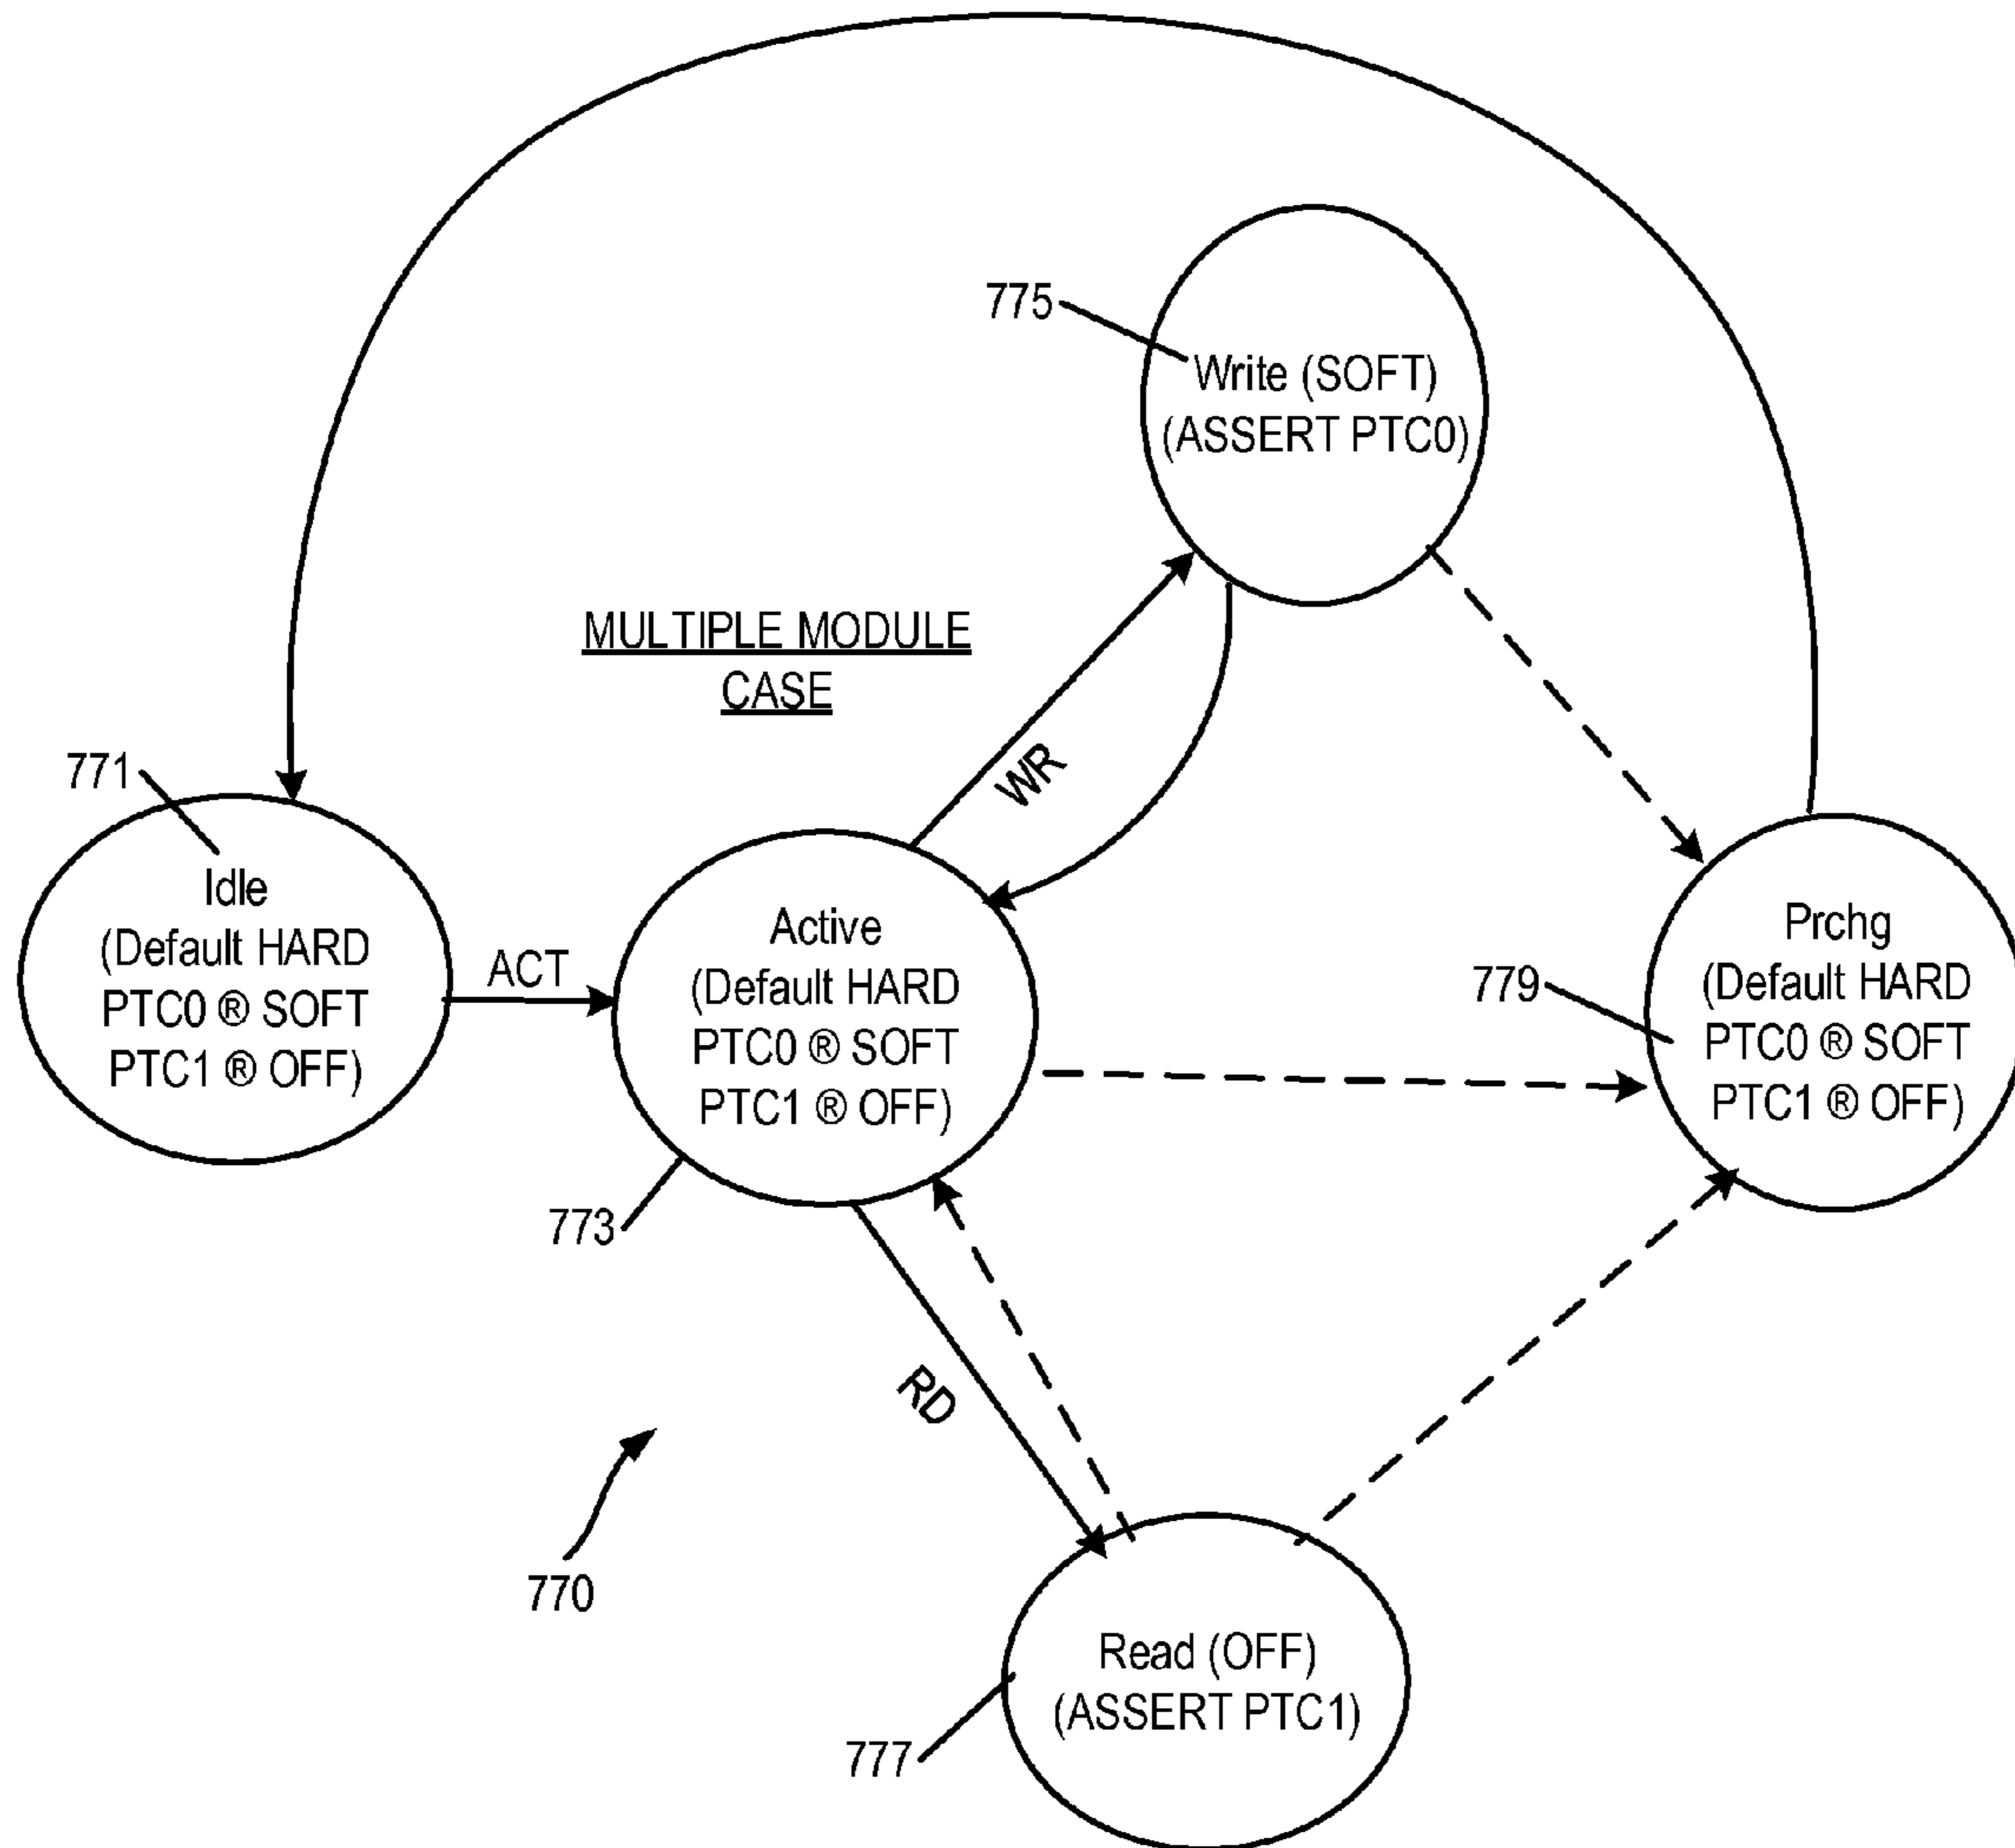 775
Write (SOFT)
(ASSERT PTC0)
MULTIPLE MODULE
CASE
WR
771
Idle
(Default HARD
PTC0 ® SOFT
PTC1 ® OFF)
ACT
Active
(Default HARD
PTC0 ® SOFT
PTC1 ® OFF)
779
Prchg
(Default HARD
PTC0 ® SOFT
PTC1 ® OFF)
773
RD
770
Read (OFF)
(ASSERT PTC1)
777